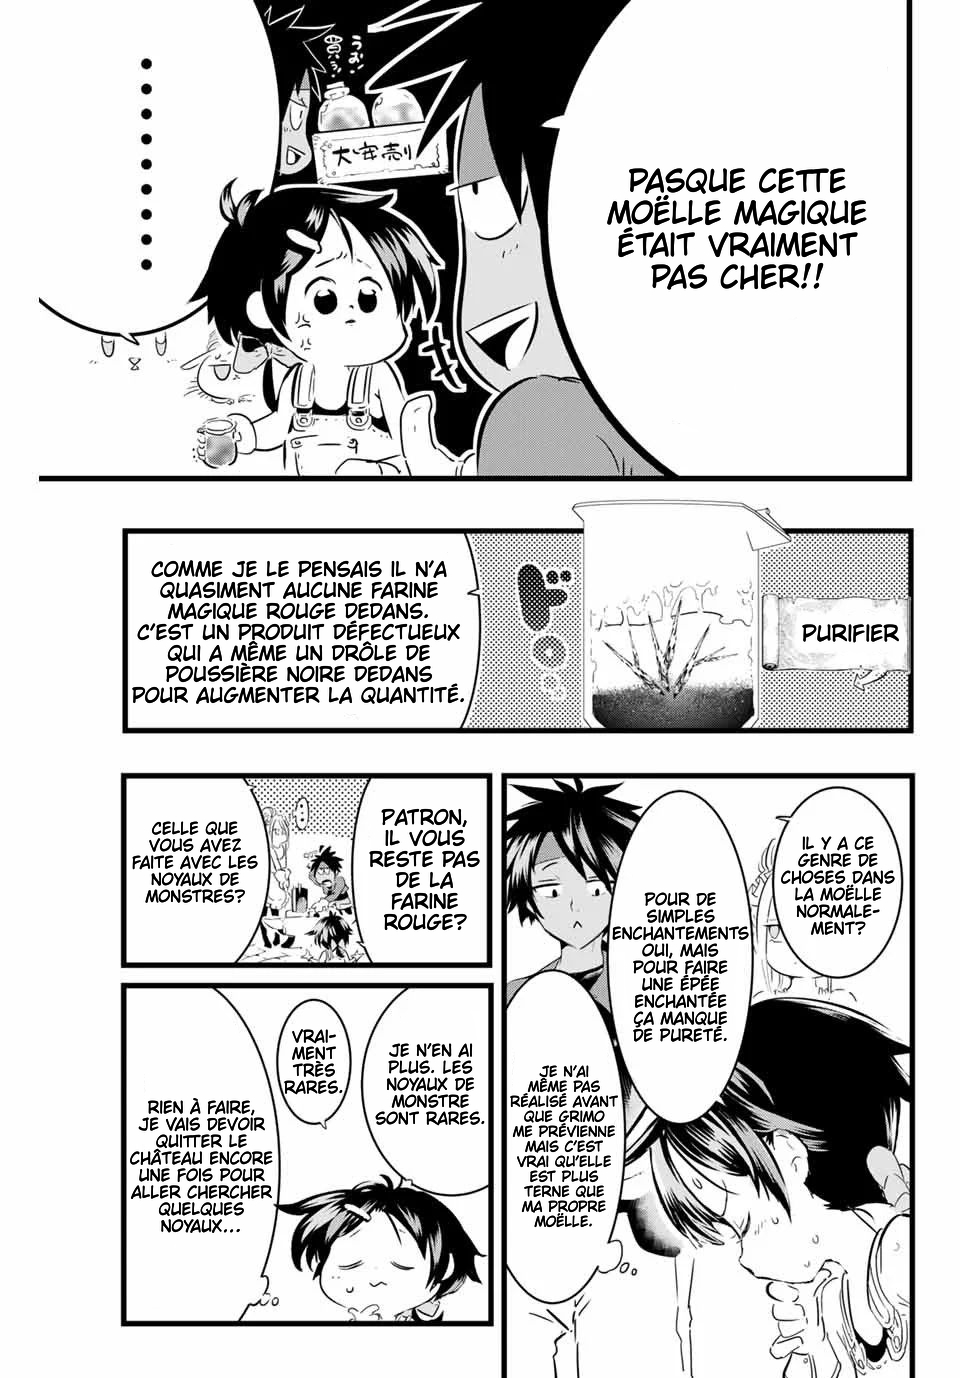 PASQUE CETTE
MOËLLE MAGIQUE
ÉTAIT VRAIMENT
PAS CHER!!
うお!
買う!
大安売り
PURIFIER
ド
COMME JE LE PENSAIS IL N'A
QUASIMENT AUCUNE FARINE
MAGIQUE ROUGE DEDANS.
C'EST UN PRODUIT DÉFECTUEUX
QUI A MÊME UN DRÔLE DE
POUSSIÈRE NOIRE DEDANS
POUR AUGMENTER LA QUANTITÉ.
IL Y A CE
GENRE DE
CHOSES DANS
LA MOËLLE
NORMALE-
MENT?
POUR DE
SIMPLES
ENCHANTEMENTS
OUI, MAIS
POUR FAIRE
UNE ÉPÉE
ENCHANTÉE
ÇA MANQUE
DE PURETÉ.
JE N'AI
MÊME PAS
RÉALISÉ AVANT
QUE GRIMO
ME PRÉVIENNE
MAIS C'EST
VRAI QU'ELLE
EST PLUS
TERNE QUE
MA PROPRE
MOËLLE.
PATRON,
IL VOUS
RESTE PAS
DE LA
FARINE
ROUGE?
CELLE QUE
VOUS AVEZ
FAITE AVEC LES
NOYAUX DE
MONSTRES?
JE N'EN AI
PLUS. LES
NOYAUX DE
MONSTRE
SONT RARES.
VRAI-
MENT
TRÈS
RARES.
RIEN À FAIRE,
JE VAIS DEVOIR
QUITTER LE
CHÂTEAU ENCORE
UNE FOIS POUR
ALLER CHERCHER
QUELQUES
NOYAUX...